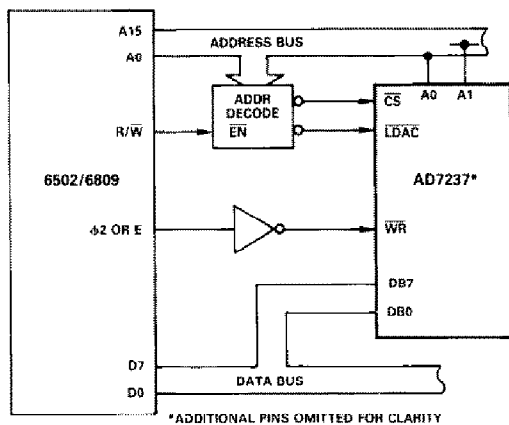 A15
ADDRESS BUS
A0
ADDR
DECODE
EN
CS
A0 A1
LDAC
R/W
6502/6809
AD7237*
ϕ2 OR E
WR
DB7
DB0
D7
DATA BUS
D0
*ADDITIONAL PINS OMITTED FOR CLARITY